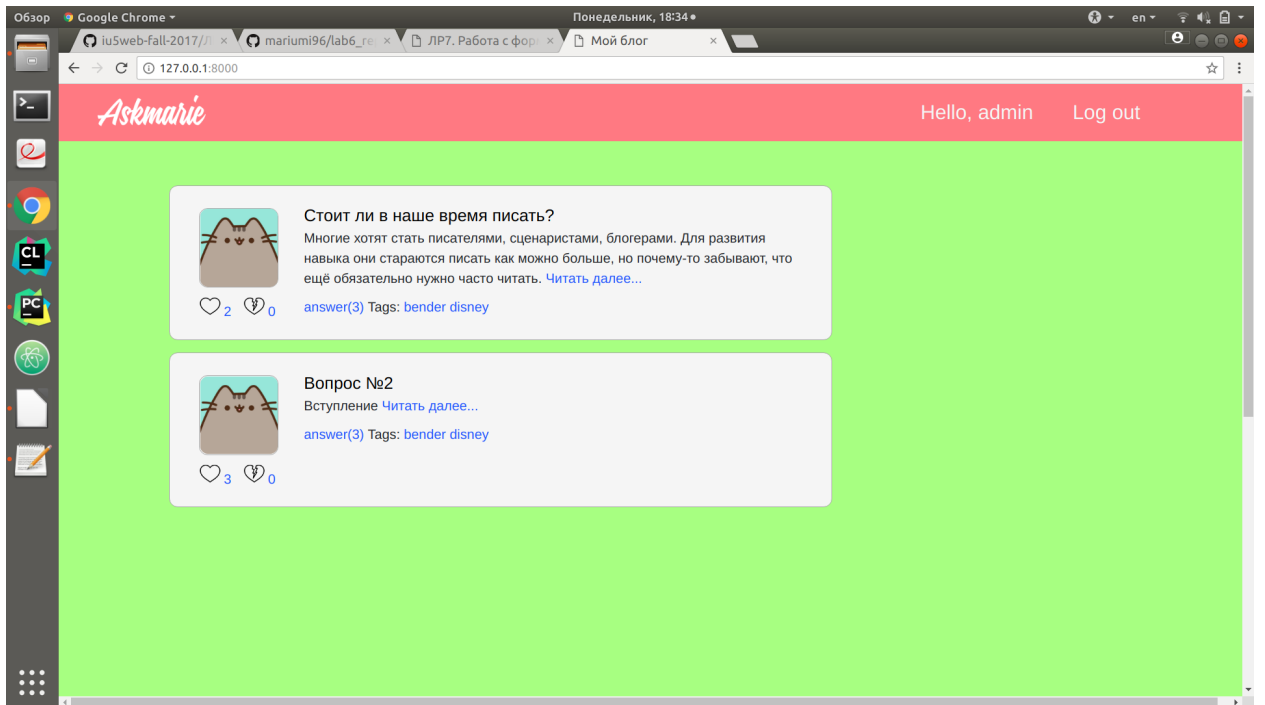 Обзор Google Chrome Понедельник, 18:34 en
iu5web-fall-2017/Л mariumi96/lab6_re ЛР7. Работа с фор Мой блог
127.0.0.1:8000
Askmarie Hello, admin Log out
Стоит ли в наше время писать?
Многие хотят стать писателями, сценаристами, блогерами. Для развития
навыка они стараются писать как можно больше, но почему-то забывают, что
ещё обязательно нужно часто читать. Читать далее...
2 0 answer(3) Tags: bender disney
Вопрос №2
Вступление Читать далее...
answer(3) Tags: bender disney
3 0
CL
PC